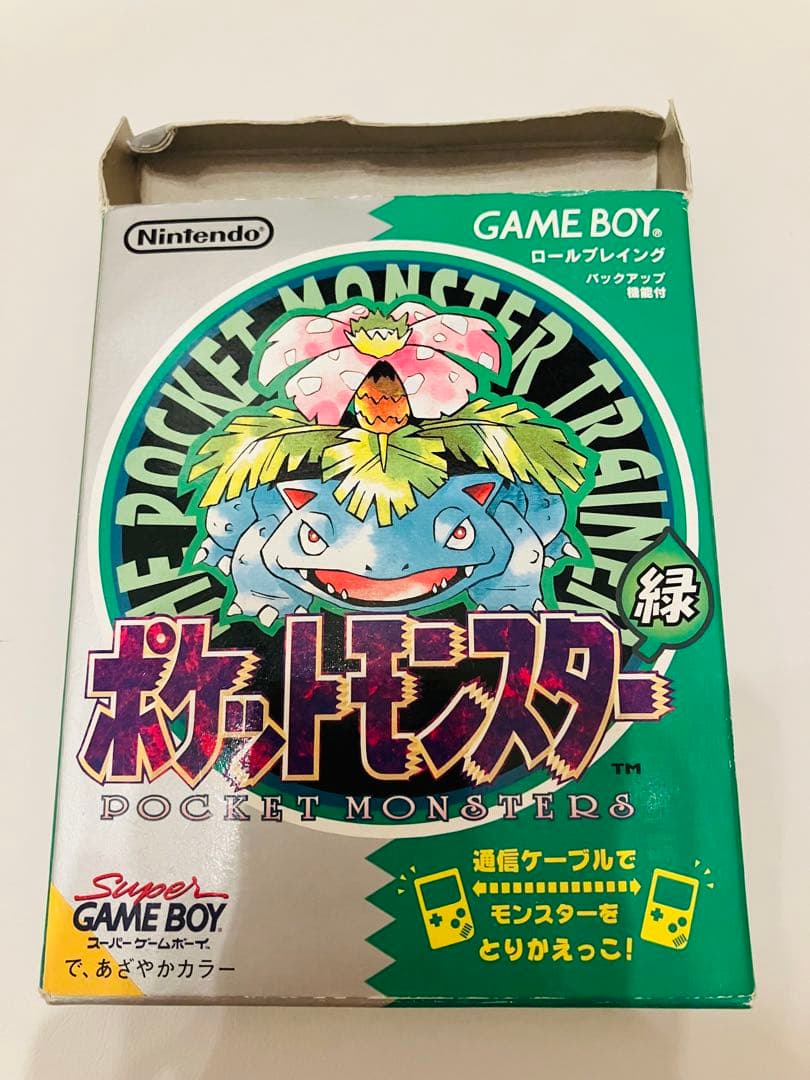 Nintendo
GAME BOY®
ロールプレイング
バックアップ
機能付
THE POCKET MONSTER TRAINER
緑
ポケットモンスター
TM
POCKET MONSTERS
Super
GAME BOY
スーパーゲームボーイ
で、あざやかカラー
通信ケーブルで
モンスターを
とりかえっこ!